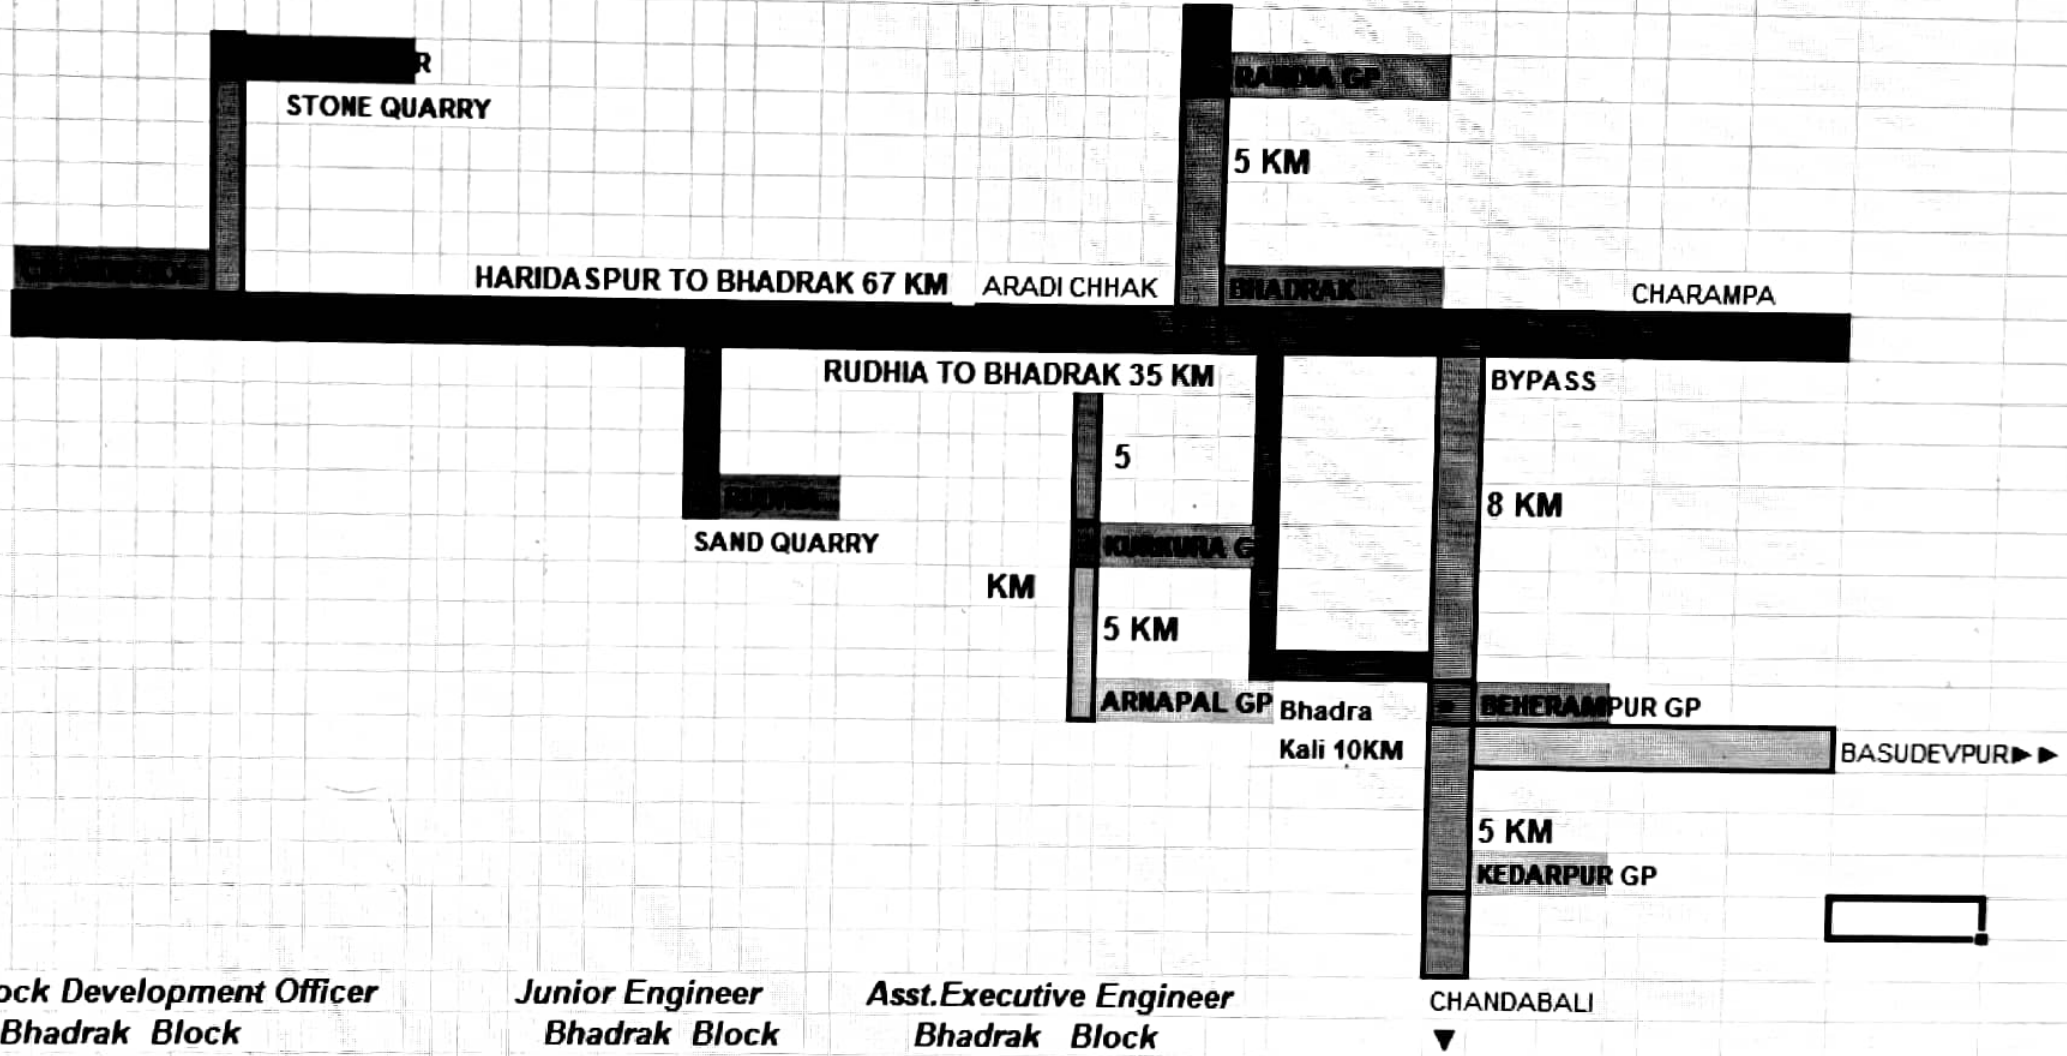 R
STONE QUARRY
RANDIA GP
5 KM
HARIDASPUR TO BHADRAK 67 KM
ARADI CHHAK
BHADRAK
CHARAMPA
RUDHIA TO BHADRAK 35 KM
BYPASS
5
8 KM
SAND QUARRY
KURKURA G
KM
5 KM
ARNAPAL GP
Bhadra
Kali 10KM
BEHERAMPUR GP
BASUDEVPUR▶▶
5 KM
KEDARPUR GP
ock Development Officer
Bhadrak Block
Junior Engineer
Bhadrak Block
Asst.Executive Engineer
Bhadrak Block
CHANDABALI
▼